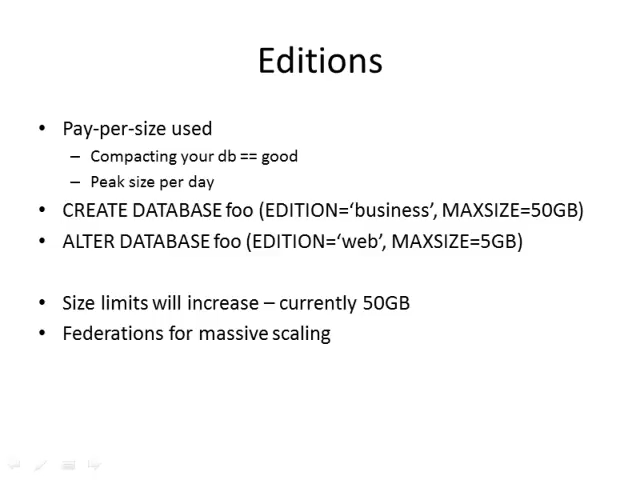 Editions
• Pay-per-size used
– Compacting your db == good
– Peak size per day
• CREATE DATABASE foo (EDITION=‘business’, MAXSIZE=50GB)
• ALTER DATABASE foo (EDITION=‘web’, MAXSIZE=5GB)
• Size limits will increase – currently 50GB
• Federations for massive scaling